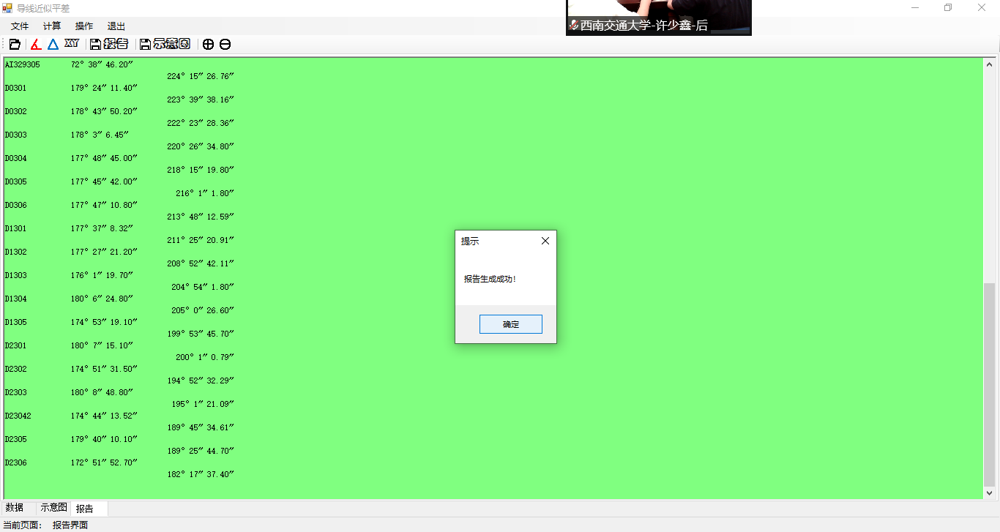 导线近似平差
西南交通大学-许少鑫-后
文件 计算 操作 退出
XY 报告 示意图
AI329305 72° 38″ 46.20″
224° 15″ 26.76″
D0301 179° 24″ 11.40″
223° 39″ 38.16″
D0302 178° 43″ 50.20″
222° 23″ 28.36″
D0303 178° 3″ 6.45″
220° 26″ 34.80″
D0304 177° 48″ 45.00″
218° 15″ 19.80″
D0305 177° 45″ 42.00″
216° 1″ 1.80″
D0306 177° 47″ 10.80″
213° 48″ 12.59″
D1301 177° 37″ 8.32″
211° 25″ 20.91″
D1302 177° 27″ 21.20″
208° 52″ 42.11″
D1303 176° 1″ 19.70″
204° 54″ 1.80″
D1304 180° 6″ 24.80″
205° 0″ 26.60″
D1305 174° 53″ 19.10″
199° 53″ 45.70″
D2301 180° 7″ 15.10″
200° 1″ 0.79″
D2302 174° 51″ 31.50″
194° 52″ 32.29″
D2303 180° 8″ 48.80″
195° 1″ 21.09″
D23042 174° 44″ 13.52″
189° 45″ 34.61″
D2305 179° 40″ 10.10″
189° 25″ 44.70″
D2306 172° 51″ 52.70″
182° 17″ 37.40″
提示
报告生成成功!
确定
数据 示意图 报告
当前页面： 报告界面